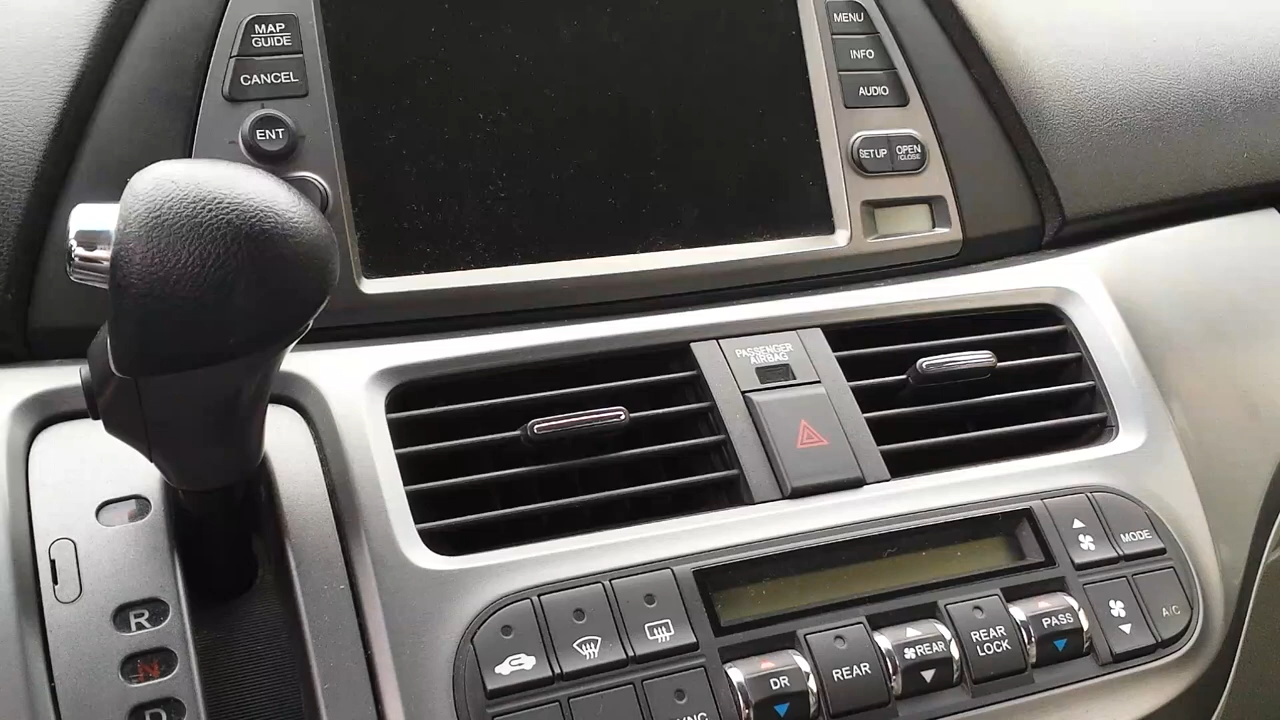 MAP
GUIDE
CANCEL
ENT
MENU
INFO
AUDIO
SETUP
OPEN
/CLOSE
PASSENGER
AIRBAG
MODE
A/C
PASS
REAR
LOCK
REAR
REAR
DR
R
N
D